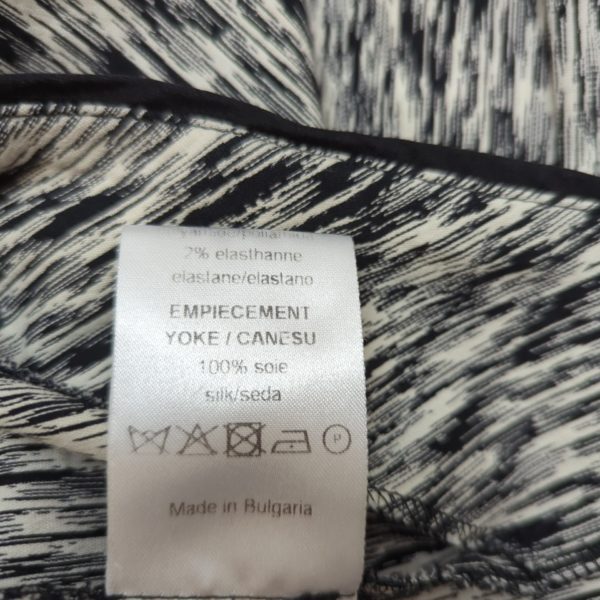 2% elasthanne
elastane/elastano
EMPIECEMENT
YOKE / CANESU
100% soie
silk/seda
P
Made in Bulgaria